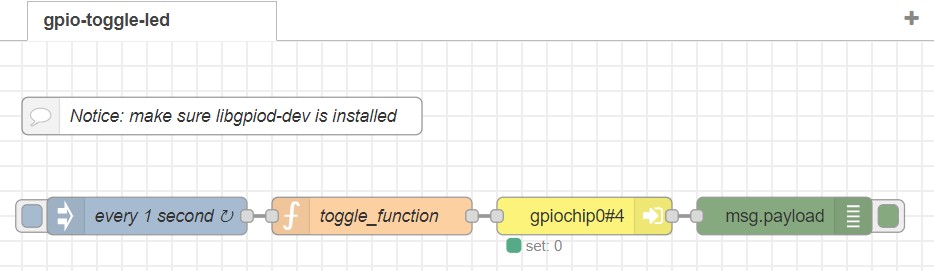 gpio-toggle-led
+
Notice: make sure libgpiod-dev is installed
every 1 second ↻
toggle_function
gpiochip0#4
msg.payload
set: 0